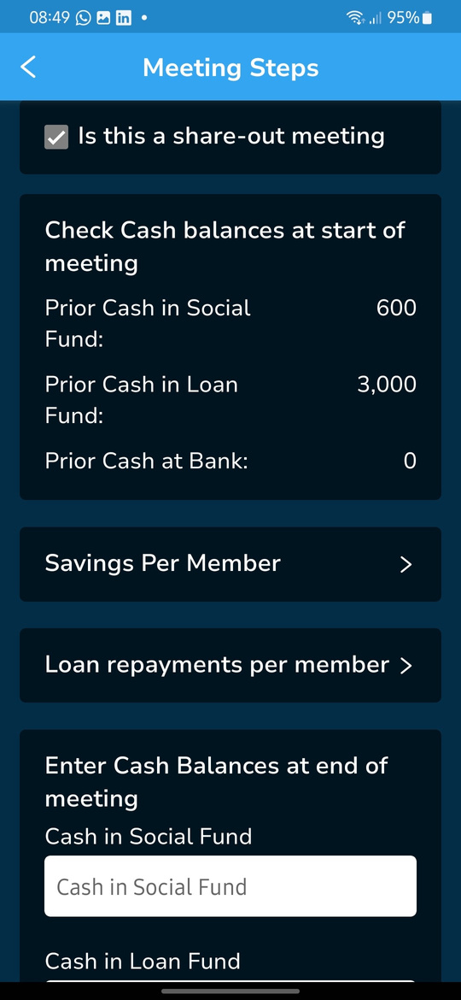 08:49 95%
Meeting Steps
Is this a share-out meeting
Check Cash balances at start of
meeting
Prior Cash in Social 600
Fund:
Prior Cash in Loan 3,000
Fund:
Prior Cash at Bank: 0
Savings Per Member
Loan repayments per member
Enter Cash Balances at end of
meeting
Cash in Social Fund
Cash in Social Fund
Cash in Loan Fund